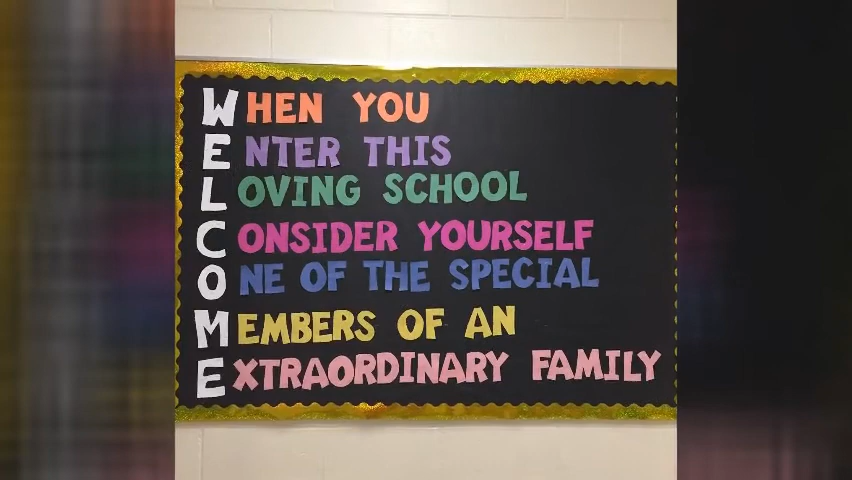 WHEN YOU
ENTER THIS
LOVING SCHOOL
CONSIDER YOURSELF
ONE OF THE SPECIAL
MEMBERS OF AN
EXTRAORDINARY FAMILY